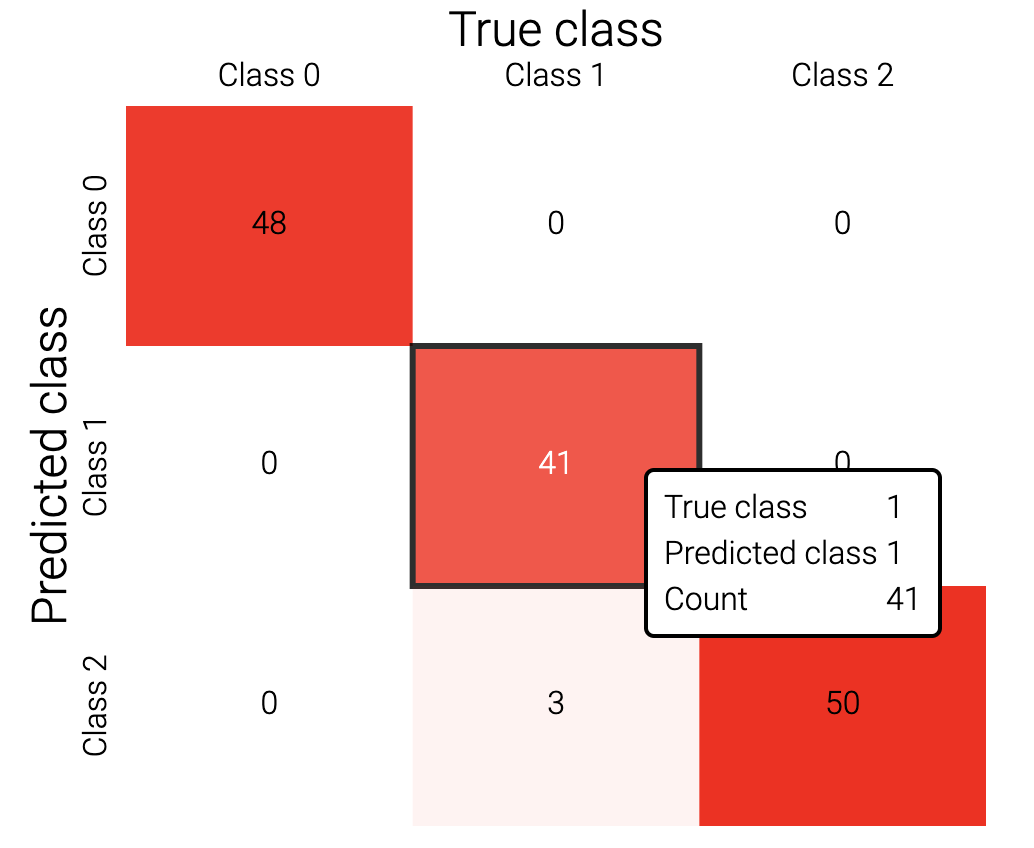 True class
Class 0 Class 1 Class 2
Predicted class
Class 0 48 0 0
Class 1 0 41 0
Class 2 0 3 50
True class 1
Predicted class 1
Count 41